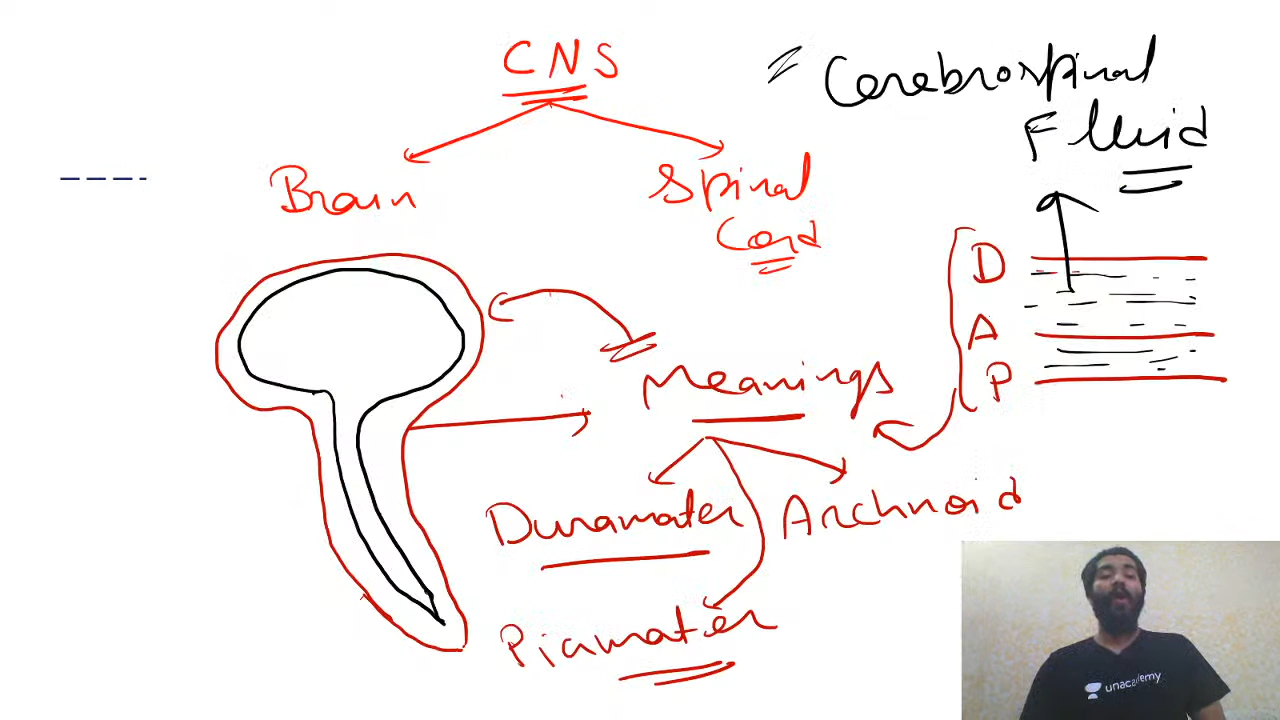 CNS
Cerebrospinal
Fluid
Brain
Spinal
Cord
D
A
P
Meanings
Duramater
Archnoid
Piamater
unacademy